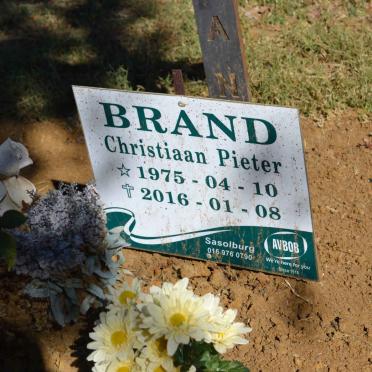 A
N
BRAND
Christiaan Pieter
☆ 1975 - 04 - 10
✝ 2016 - 01 - 08
Sasolburg
016 976 0790
AVBOB
We're here for you
Since 1918